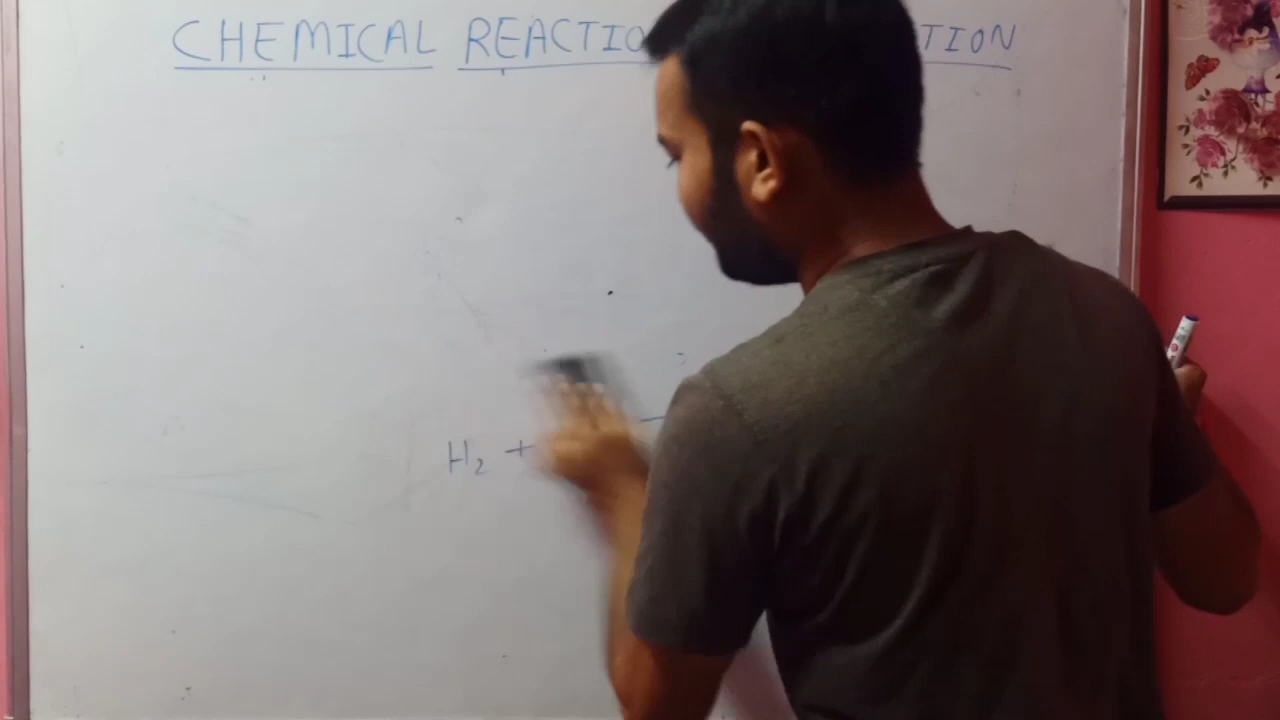 CHEMICAL REACTIO TION
H₂ +